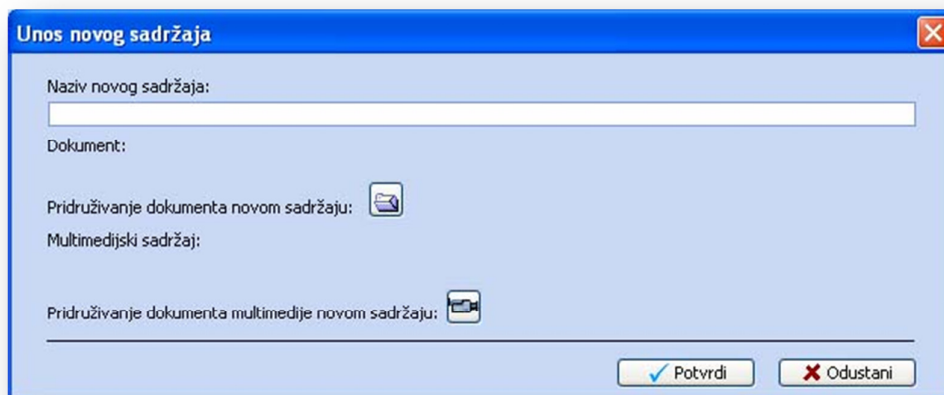 Unos novog sadržaja
Naziv novog sadržaja:
Dokument:
Pridruživanje dokumenta novom sadržaju:
Multimedijski sadržaj:
Pridruživanje dokumenta multimedije novom sadržaju:
Potvrdi Odustani